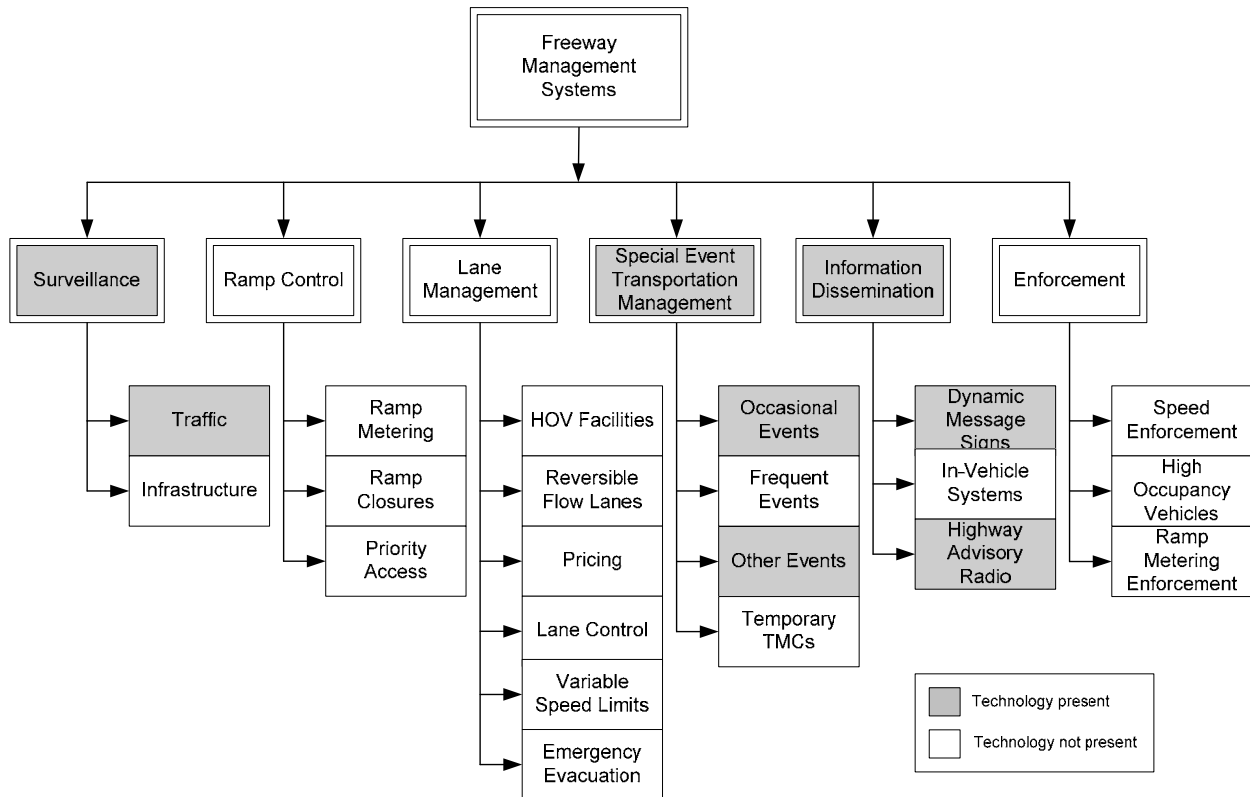 Freeway
Management
Systems
Surveillance
Ramp Control
Lane
Management
Special Event
Transportation
Management
Information
Dissemination
Enforcement
Traffic
Infrastructure
Ramp
Metering
Ramp
Closures
Priority
Access
HOV Facilities
Reversible
Flow Lanes
Pricing
Lane Control
Variable
Speed Limits
Emergency
Evacuation
Occasional
Events
Frequent
Events
Other Events
Temporary
TMCs
Dynamic
Message
Signs
In-Vehicle
Systems
Highway
Advisory
Radio
Speed
Enforcement
High
Occupancy
Vehicles
Ramp
Metering
Enforcement
Technology present
Technology not present